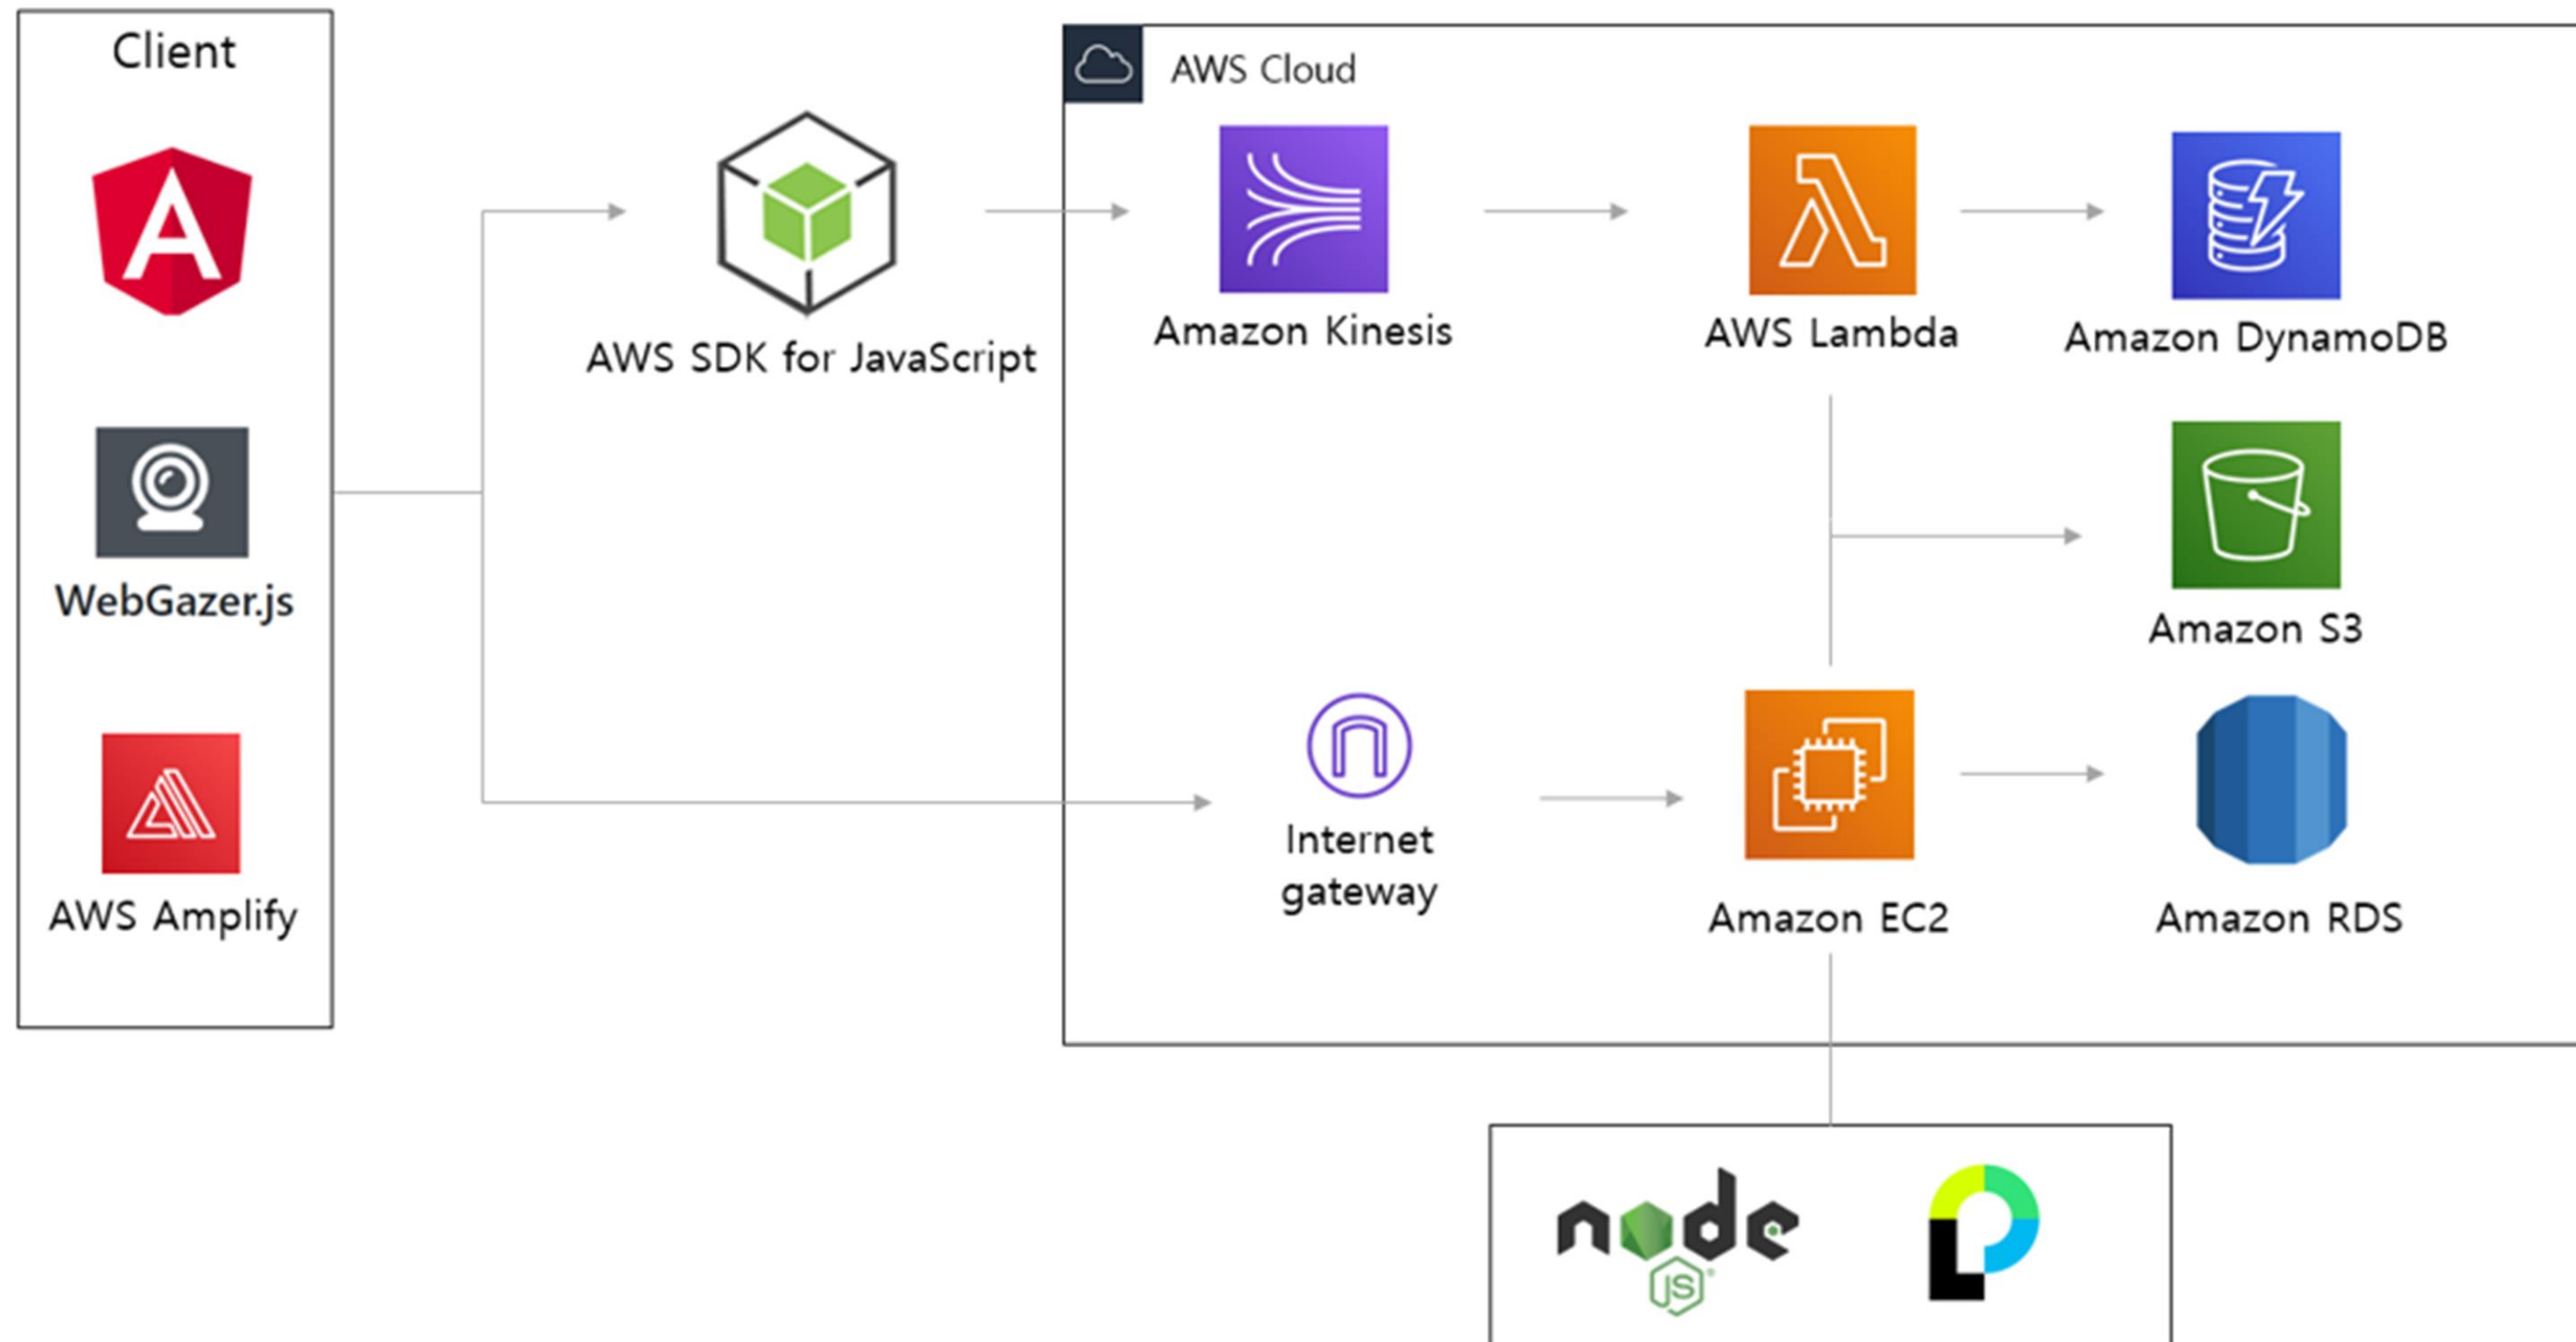 Client
AWS Cloud
AWS SDK for JavaScript
Amazon Kinesis
AWS Lambda
Amazon DynamoDB
WebGazer.js
Amazon S3
AWS Amplify
Internet
gateway
Amazon EC2
Amazon RDS
node
JS